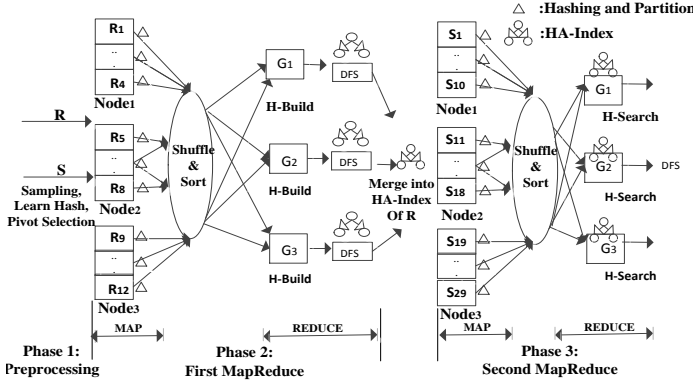 △ :Hashing and Partition
:HA-Index
R1
..
.
R4
Node1
R
R5
..
.
R8
Node2
S
Sampling,
Learn Hash,
Pivot Selection
R9
..
.
R12
Node3
Shuffle
&
Sort
G1
H-Build
DFS
G2
H-Build
DFS
G3
H-Build
DFS
Merge into
HA-Index
Of R
S1
..
.
S10
Node1
S11
..
.
S18
Node2
S19
..
.
S29
Node3
Shuffle
&
Sort
G1
H-Search
G2
H-Search
DFS
G3
H-Search
MAP
REDUCE
MAP
REDUCE
Phase 1:
Preprocessing
Phase 2:
First MapReduce
Phase 3:
Second MapReduce